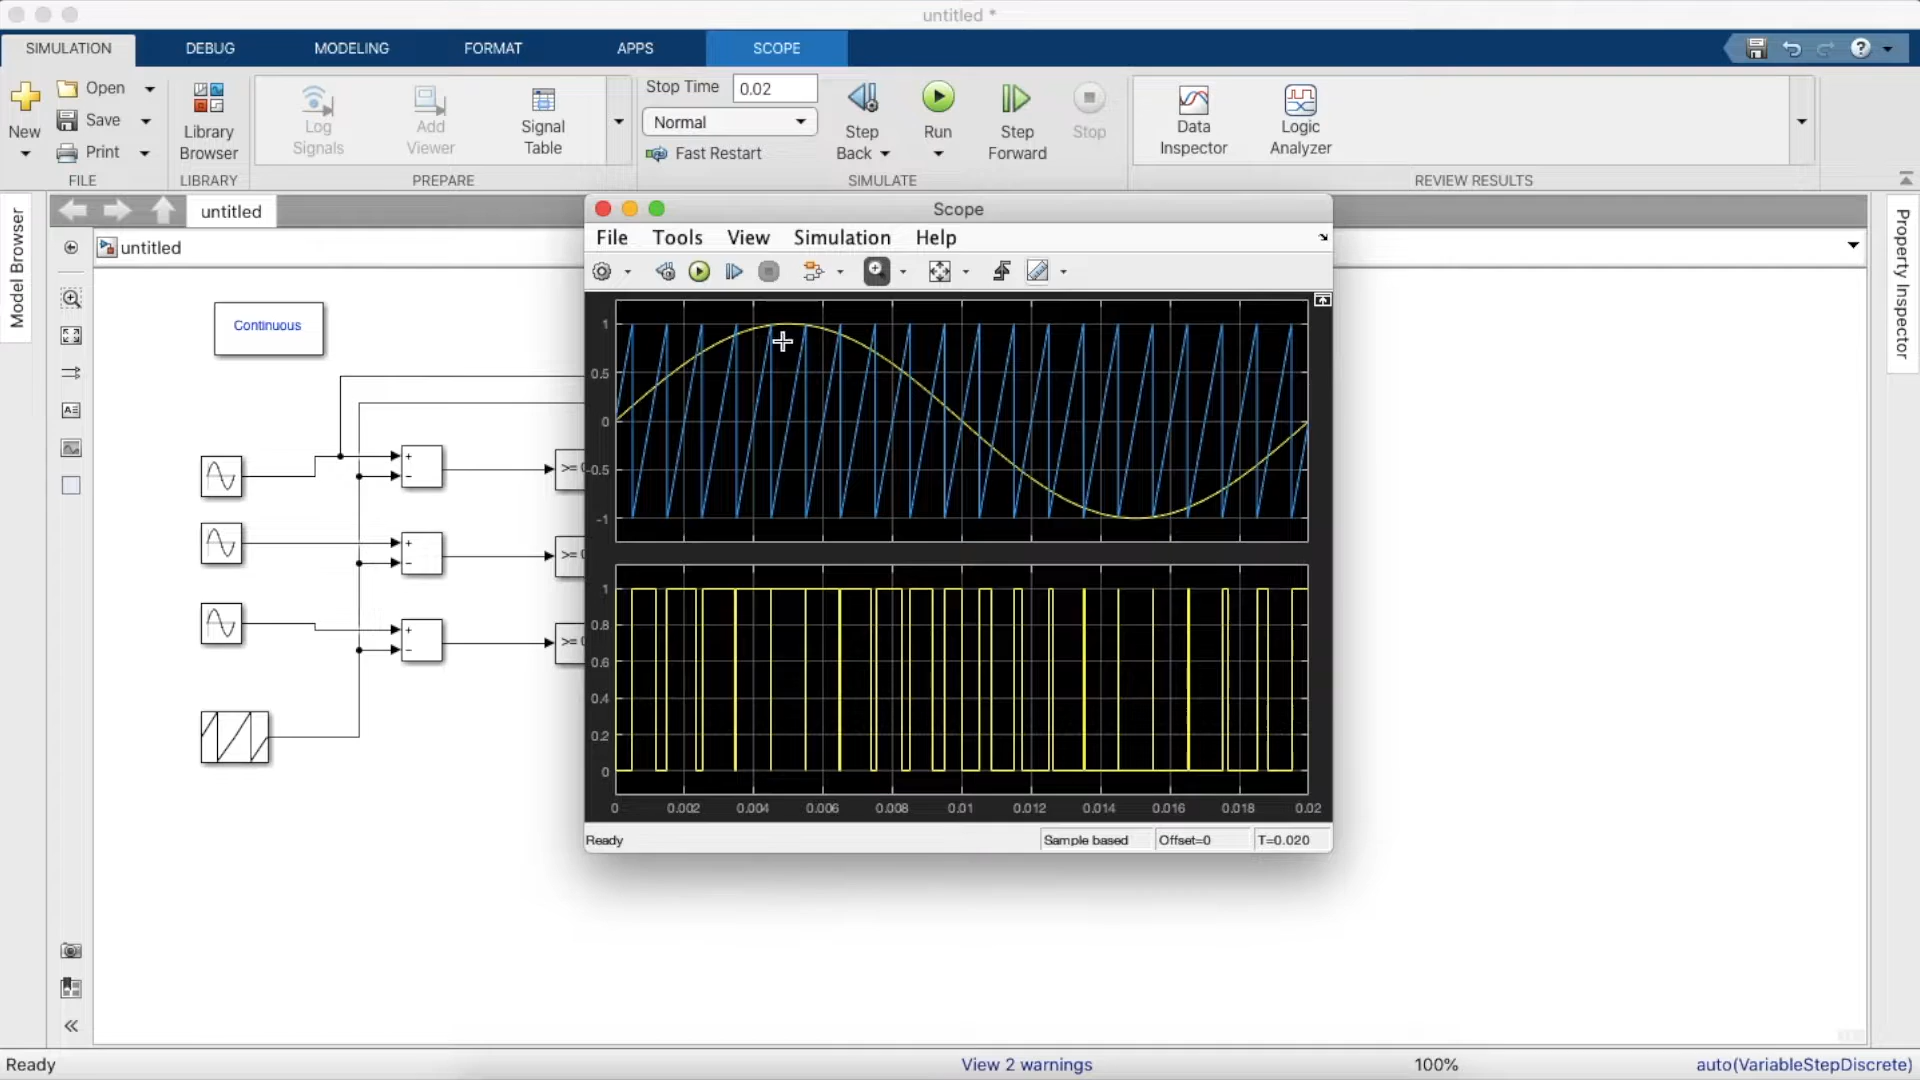 untitled *
SIMULATION DEBUG MODELING FORMAT APPS SCOPE
New
Open
Save
Print
FILE
Library
Browser
LIBRARY
Log
Signals
Add
Viewer
Signal
Table
PREPARE
Stop Time 0.02
Normal
Fast Restart
Step
Back
Run
Step
Forward
Stop
SIMULATE
Data
Inspector
Logic
Analyzer
REVIEW RESULTS
Model Browser
untitled
untitled
Property Inspector
Continuous
+
−
>= 0
+
−
>= 0
+
−
>= 0
Scope
File Tools View Simulation Help
1
0.5
0
-0.5
-1
1
0.8
0.6
0.4
0.2
0
0 0.002 0.004 0.006 0.008 0.01 0.012 0.014 0.016 0.018 0.02
Ready Sample based Offset=0 T=0.020
Ready View 2 warnings 100% auto(VariableStepDiscrete)